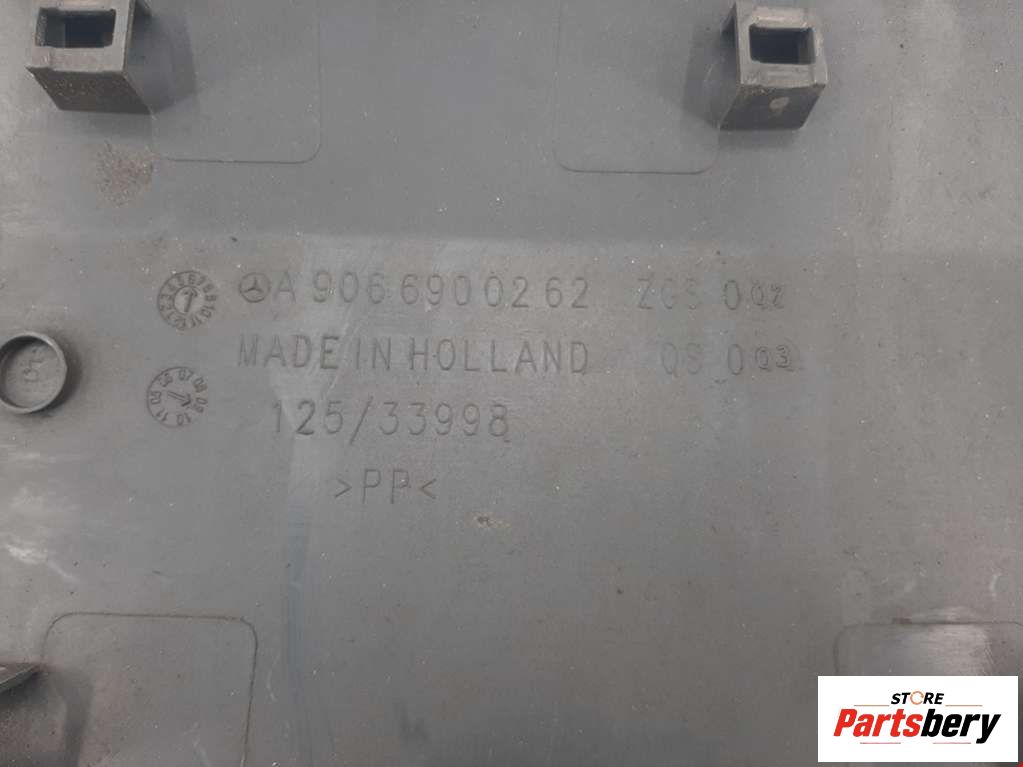 A 906 690 02 62 ZGS 002
MADE IN HOLLAND QS 003
125/33998
>PP<
STORE
Partsbery